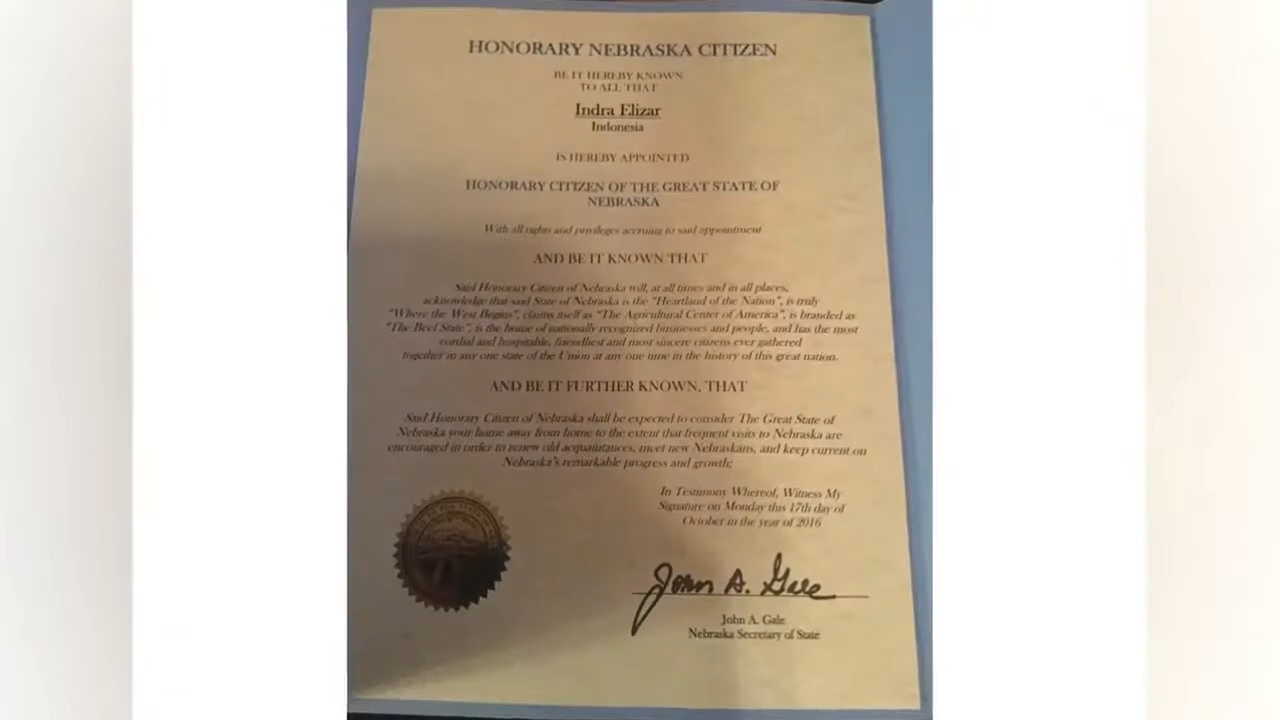 HONORARY NEBRASKA CITIZEN
BE IT HEREBY KNOWN
TO ALL THAT
Indra Elizar
Indonesia
IS HEREBY APPOINTED
HONORARY CITIZEN OF THE GREAT STATE OF
NEBRASKA
With all rights and privileges accruing to said appointment
AND BE IT KNOWN THAT
Said Honorary Citizen of Nebraska will, at all times and in all places,
acknowledge that said State of Nebraska is the "Heartland of the Nation", is truly
"Where the West Begins", claims itself as "The Agricultural Center of America", is branded as
"The Beef State", is the home of nationally recognized businesses and people, and has the most
cordial and hospitable, friendliest and most sincere citizens ever gathered
together in any one state of the Union at any one time in the history of this great nation.
AND BE IT FURTHER KNOWN, THAT
Said Honorary Citizen of Nebraska shall be expected to consider The Great State of
Nebraska your home away from home to the extent that frequent visits to Nebraska are
encouraged in order to renew old acquaintances, meet new Nebraskans, and keep current on
Nebraska's remarkable progress and growth;
In Testimony Whereof, Witness My
Signature on Monday this 17th day of
October in the year of 2016
John A. Gale
John A. Gale
Nebraska Secretary of State